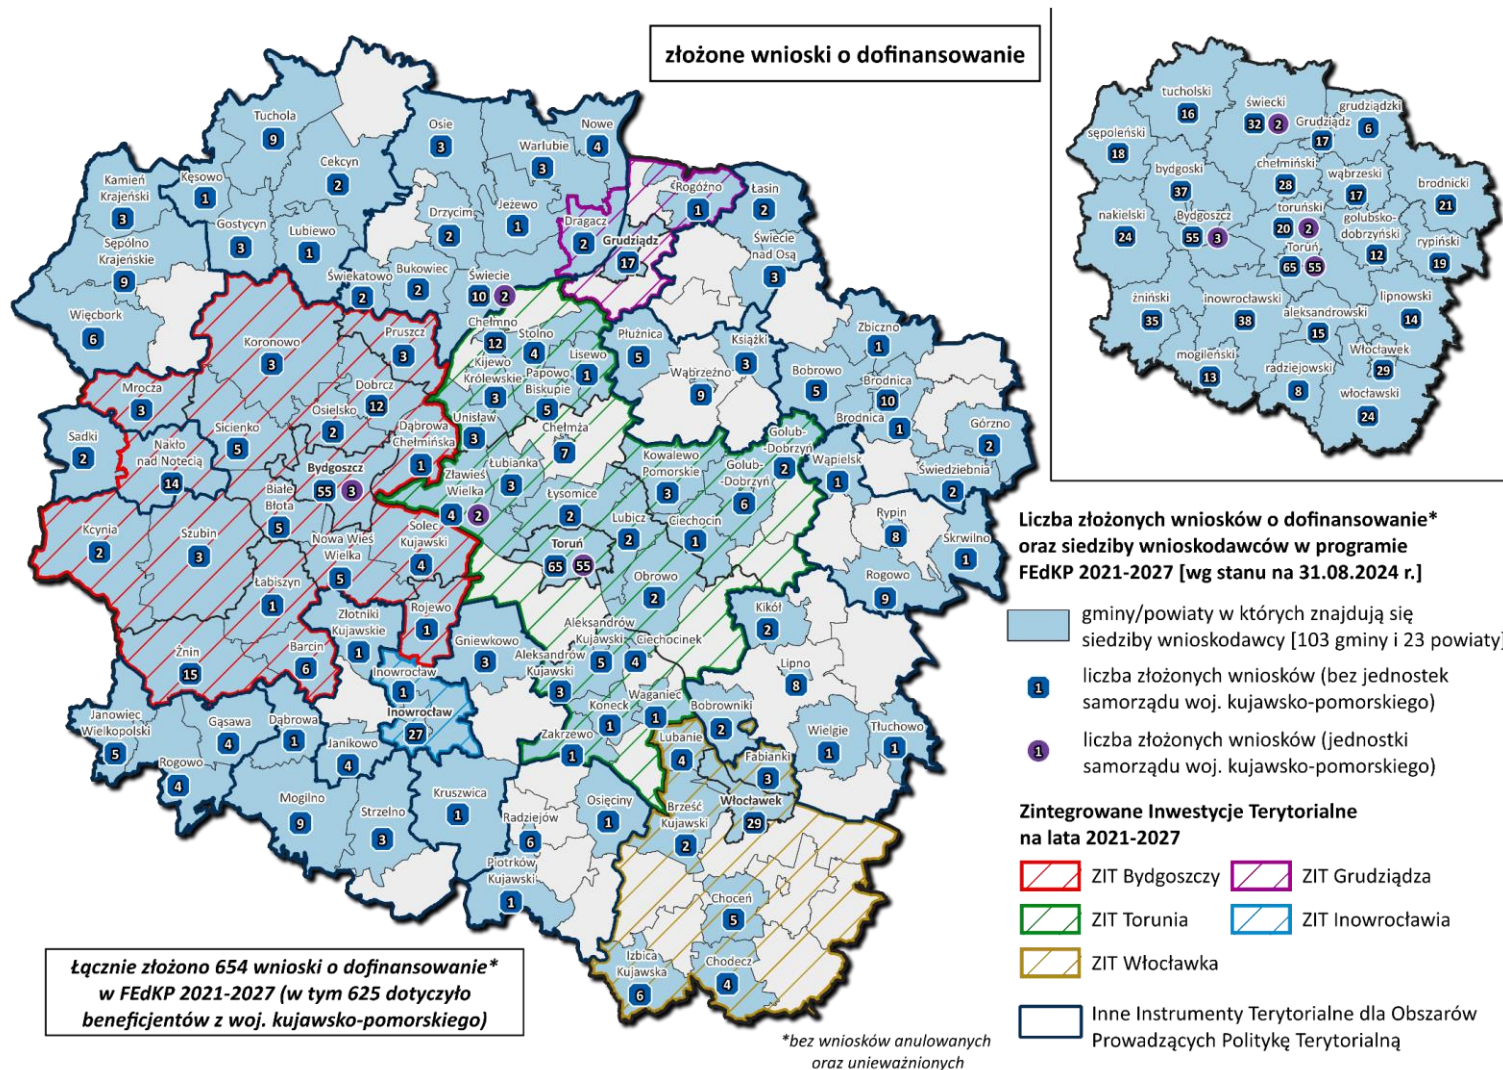 złożone wnioski o dofinansowanie
Tuchola
9
Osie
3
Nowe
4
Warlubie
3
Cekcyn
2
Kęsowo
1
Kamień
Krajeński
3
Gostycyn
3
Lubiewo
1
Drzycim
2
Jeżewo
1
Dragacz
2
Rogóźno
1
Łasin
2
Grudziądz
17
Świecie
nad Osą
3
Sępólno
Krajeńskie
9
Więcbork
6
Świekatowo
2
Bukowiec
2
Świecie
10
2
Chełmno
12
Stolno
4
Lisewo
1
Kijewo
Królewskie
3
Papowo
Biskupie
5
Płużnica
5
Książki
3
Wąbrzeźno
9
Zbiczno
1
Bobrowo
5
Brodnica
10
Brodnica
1
Górzno
2
Świedziebnia
2
Pruszcz
3
Koronowo
3
Mrocza
3
Dobrcz
12
Osielsko
2
Sicienko
5
Dąbrowa
Chełmińska
1
Unisław
3
Chełmża
7
Sadki
2
Nakło
nad Notecią
14
Bydgoszcz
55
3
Białe
Błota
5
Zławieś
Wielka
4
2
Łubianka
3
Łysomice
2
Kowalewo
Pomorskie
3
Golub-
-Dobrzyń
6
Golub-
-Dobrzyń
2
Wąpielsk
1
Rypin
8
Skrwilno
1
Rogowo
9
Kcynia
2
Szubin
3
Nowa Wieś
Wielka
5
Solec
Kujawski
4
Toruń
65
55
Lubicz
2
Ciechocin
1
Obrowo
2
Łabiszyn
1
Żnin
15
Barcin
6
Złotniki
Kujawskie
1
Rojewo
1
Gniewkowo
3
Aleksandrów
Kujawski
5
Aleksandrów
Kujawski
3
Ciechocinek
4
Kikół
2
Lipno
8
Inowrocław
1
Inowrocław
27
Koneck
1
Waganiec
1
Bobrowniki
2
Wielgie
1
Tłuchowo
1
Janowiec
Wielkopolski
5
Gąsawa
4
Dąbrowa
1
Janikowo
4
Rogowo
4
Zakrzewo
1
Lubanie
4
Fabianki
3
Mogilno
9
Strzelno
3
Kruszwica
1
Radziejów
6
Osięciny
1
Brześć
Kujawski
2
Włocławek
29
Piotrków
Kujawski
1
Choceń
5
Izbica
Kujawska
6
Chodecz
4
tucholski
16
świecki
32
2
grudziądzki
6
Grudziądz
17
sępoleński
18
bydgoski
37
chełmiński
28
wąbrzeski
17
brodnicki
21
nakielski
24
Bydgoszcz
55
3
toruński
20
2
Toruń
65
55
golubsko-
dobrzyński
12
rypiński
19
żniński
35
inowrocławski
38
aleksandrowski
15
lipnowski
14
mogileński
13
radziejowski
8
Włocławek
29
włocławski
24
Liczba złożonych wniosków o dofinansowanie*
oraz siedziby wnioskodawców w programie
FEdKP 2021-2027 [wg stanu na 31.08.2024 r.]
gminy/powiaty w których znajdują się
siedziby wnioskodawcy [103 gminy i 23 powiaty]
1
liczba złożonych wniosków (bez jednostek
samorządu woj. kujawsko-pomorskiego)
1
liczba złożonych wniosków (jednostki
samorządu woj. kujawsko-pomorskiego)
Zintegrowane Inwestycje Terytorialne
na lata 2021-2027
ZIT Bydgoszczy
ZIT Grudziądza
ZIT Torunia
ZIT Inowrocławia
ZIT Włocławka
Inne Instrumenty Terytorialne dla Obszarów
Prowadzących Politykę Terytorialną
Łącznie złożono 654 wnioski o dofinansowanie*
w FEdKP 2021-2027 (w tym 625 dotyczyło
beneficjentów z woj. kujawsko-pomorskiego)
*bez wniosków anulowanych
oraz unieważnionych